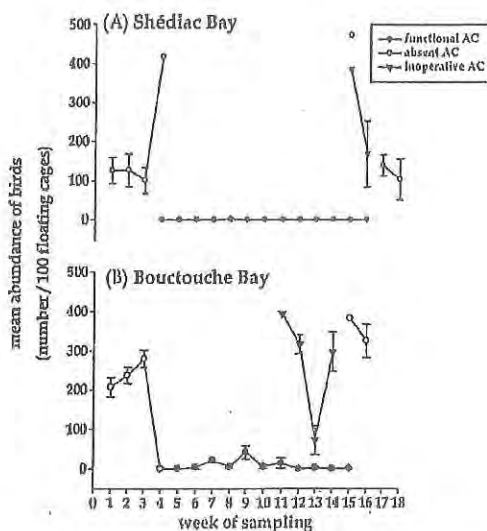 (A) Shédiac Bay
functional AC
absent AC
Inoperative AC
500
400
300
200
100
0
mean abundance of birds
(number/100 floating cages)
(B) Bouctouche Bay
500
400
300
200
100
0
0 1 2 3 4 5 6 7 8 9 10 11 12 13 14 15 16 17 18
week of sampling